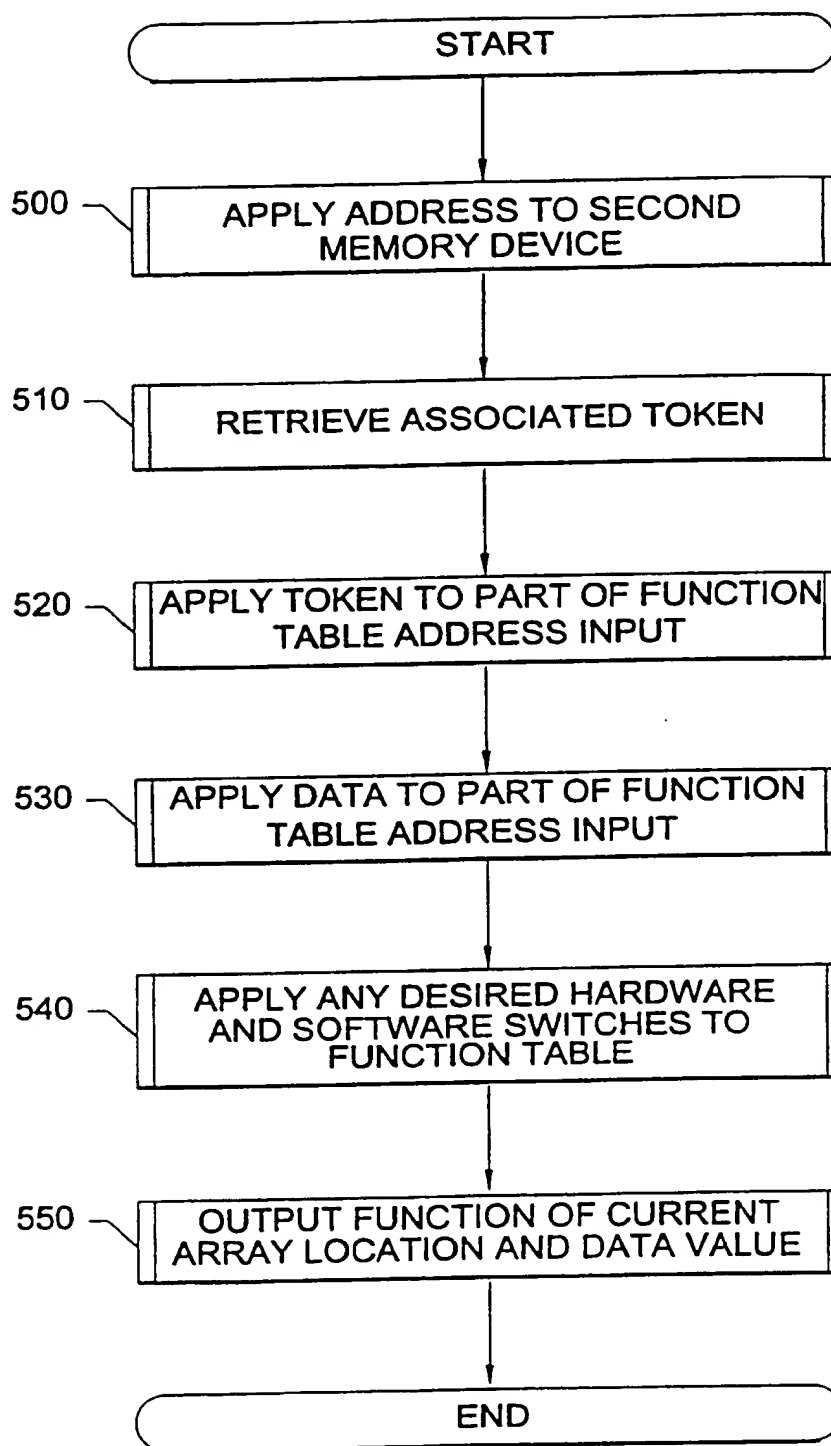 START
500
APPLY ADDRESS TO SECOND
MEMORY DEVICE
510
RETRIEVE ASSOCIATED TOKEN
520
APPLY TOKEN TO PART OF FUNCTION
TABLE ADDRESS INPUT
530
APPLY DATA TO PART OF FUNCTION
TABLE ADDRESS INPUT
540
APPLY ANY DESIRED HARDWARE
AND SOFTWARE SWITCHES TO
FUNCTION TABLE
550
OUTPUT FUNCTION OF CURRENT
ARRAY LOCATION AND DATA VALUE
END